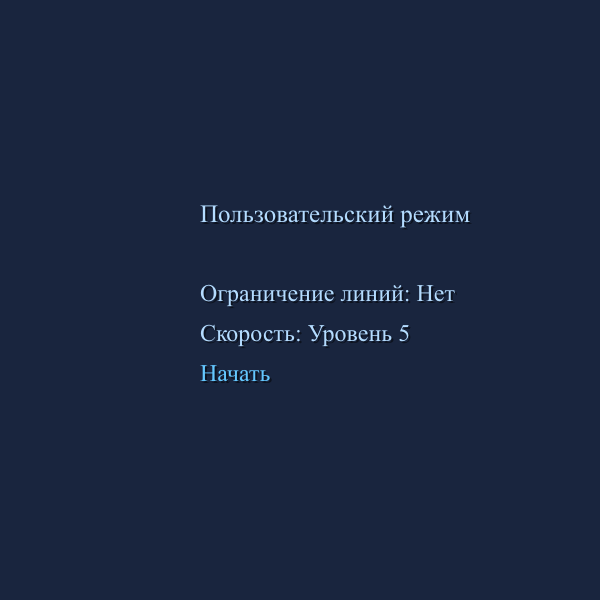 Пользовательский режим
Ограничение линий: Нет
Скорость: Уровень 5
Начать